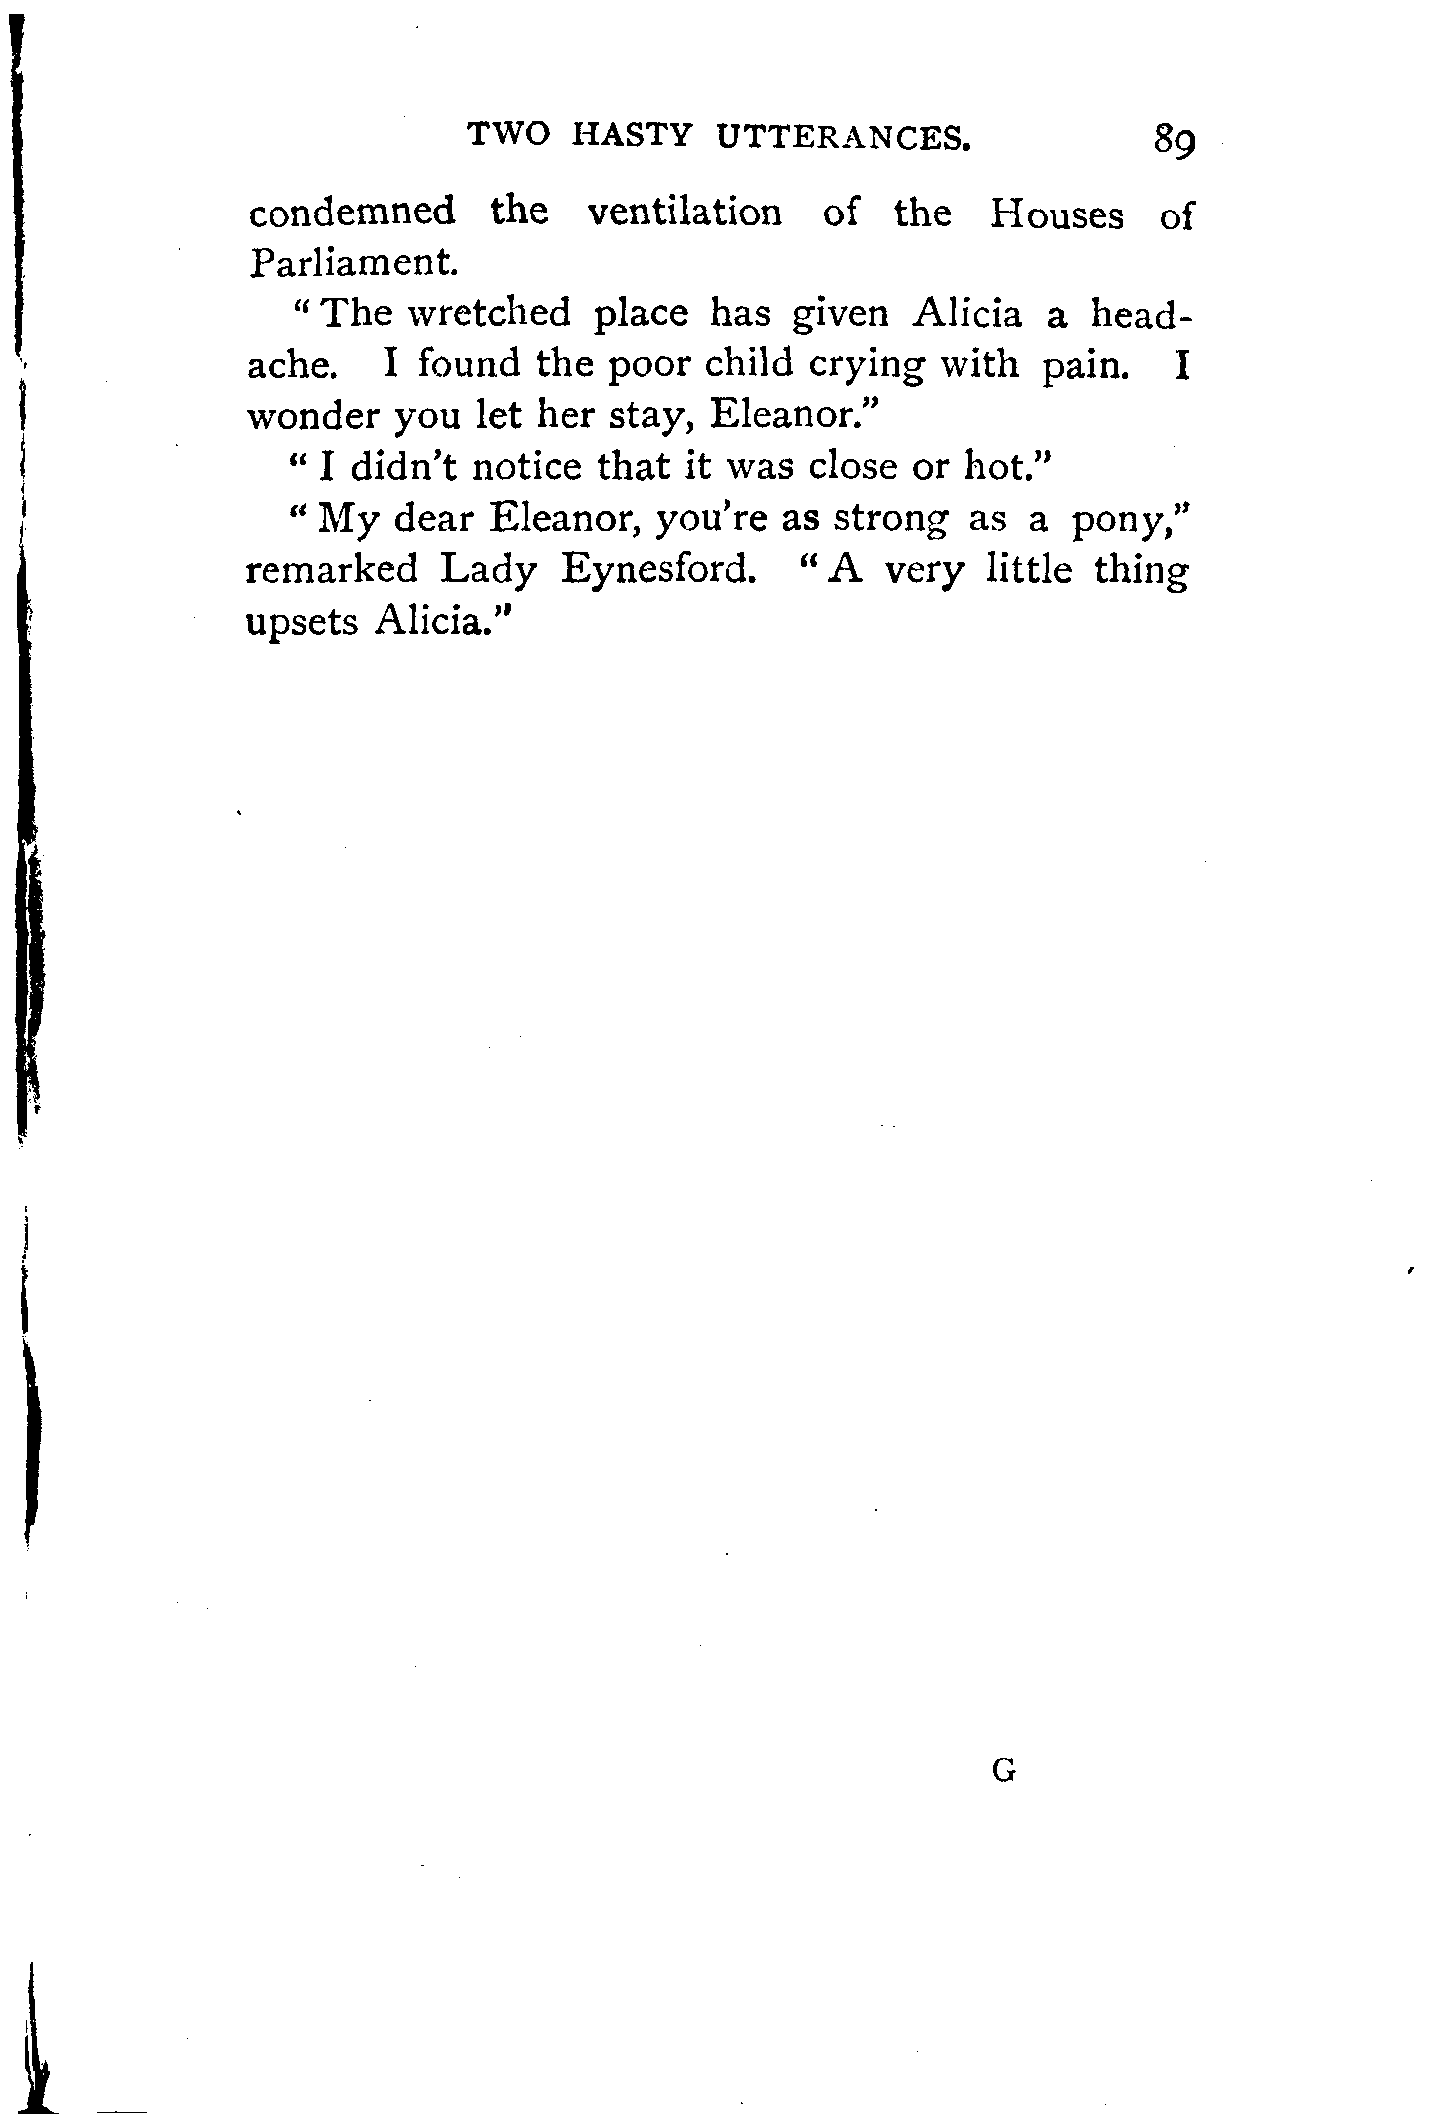 TWO HASTY UTTERANCES. 89
condemned the ventilation of the Houses of
Parliament.
“ The wretched place has given Alicia a head-
ache. I found the poor child crying with pain. I
wonder you let her stay, Eleanor.”
“ I didn't notice that it was close or hot.”
“ My dear Eleanor, you're as strong as a pony,”
remarked Lady Eynesford. “ A very little thing
upsets Alicia.”
G